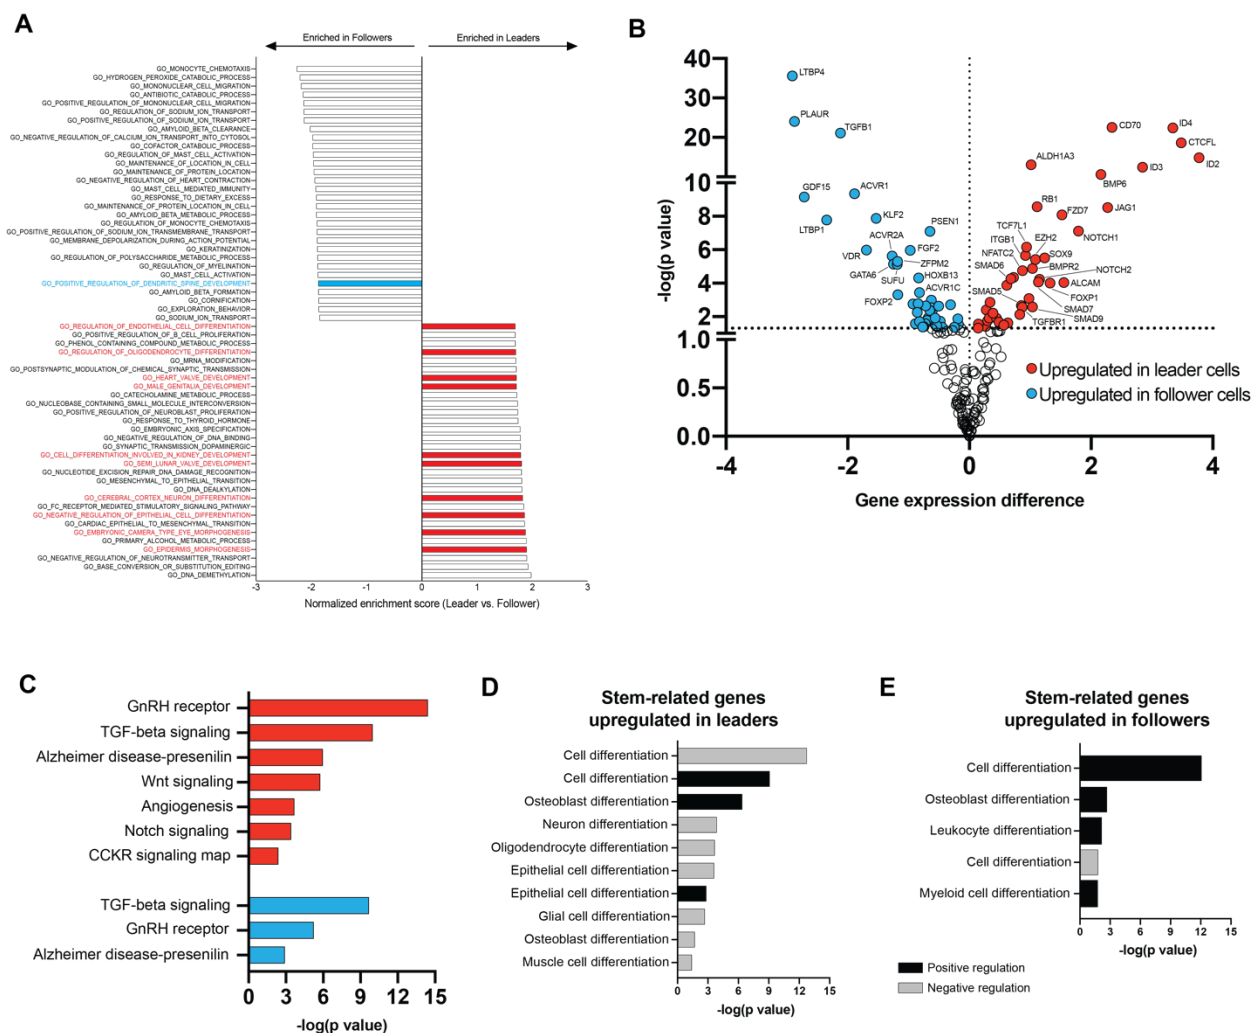 A
Enriched in Followers
Enriched in Leaders
GO_MONOCYTE_CHEMOTAXIS
GO_HYDROGEN_PEROXIDE_CATABOLIC_PROCESS
GO_MONONUCLEAR_CELL_MIGRATION
GO_ANTIBIOTIC_CATABOLIC_PROCESS
GO_POSITIVE_REGULATION_OF_MONONUCLEAR_CELL_MIGRATION
GO_REGULATION_OF_SODIUM_ION_TRANSPORT
GO_POSITIVE_REGULATION_OF_SODIUM_ION_TRANSPORT
GO_AMYLOID_BETA_CLEARANCE
GO_NEGATIVE_REGULATION_OF_CALCIUM_ION_TRANSPORT_INTO_CYTOSOL
GO_COFACTOR_CATABOLIC_PROCESS
GO_REGULATION_OF_MAST_CELL_ACTIVATION
GO_MAINTENANCE_OF_LOCATION_IN_CELL
GO_MAINTENANCE_OF_PROTEIN_LOCATION
GO_NEGATIVE_REGULATION_OF_HEART_CONTRACTION
GO_MAST_CELL_MEDIATED_IMMUNITY
GO_RESPONSE_TO_DIETARY_EXCESS
GO_MAINTENANCE_OF_PROTEIN_LOCATION_IN_CELL
GO_AMYLOID_BETA_METABOLIC_PROCESS
GO_REGULATION_OF_MONOCYTE_CHEMOTAXIS
GO_POSITIVE_REGULATION_OF_SODIUM_ION_TRANSMEMBRANE_TRANSPORT
GO_MEMBRANE_DEPOLARIZATION_DURING_ACTION_POTENTIAL
GO_KERATINIZATION
GO_REGULATION_OF_POLYSACCHARIDE_METABOLIC_PROCESS
GO_REGULATION_OF_MYELINATION
GO_MAST_CELL_ACTIVATION
GO_POSITIVE_REGULATION_OF_DENDRITIC_SPINE_DEVELOPMENT
GO_AMYLOID_BETA_FORMATION
GO_CORNIFICATION
GO_EXPLORATION_BEHAVIOR
GO_SODIUM_ION_TRANSPORT
GO_REGULATION_OF_ENDOTHELIAL_CELL_DIFFERENTIATION
GO_POSITIVE_REGULATION_OF_B_CELL_PROLIFERATION
GO_PHENOL_CONTAINING_COMPOUND_METABOLIC_PROCESS
GO_REGULATION_OF_OLIGODENDROCYTE_DIFFERENTIATION
GO_MRNA_MODIFICATION
GO_POSTSYNAPTIC_MODULATION_OF_CHEMICAL_SYNAPTIC_TRANSMISSION
GO_HEART_VALVE_DEVELOPMENT
GO_MALE_GENITALIA_DEVELOPMENT
GO_CATECHOLAMINE_METABOLIC_PROCESS
GO_NUCLEOBASE_CONTAINING_SMALL_MOLECULE_INTERCONVERSION
GO_POSITIVE_REGULATION_OF_NEUROBLAST_PROLIFERATION
GO_RESPONSE_TO_THYROID_HORMONE
GO_EMBRYONIC_AXIS_SPECIFICATION
GO_NEGATIVE_REGULATION_OF_DNA_BINDING
GO_SYNAPTIC_TRANSMISSION_DOPAMINERGIC
GO_CELL_DIFFERENTIATION_INVOLVED_IN_KIDNEY_DEVELOPMENT
GO_SEMI_LUNAR_VALVE_DEVELOPMENT
GO_NUCLEOTIDE_EXCISION_REPAIR_DNA_DAMAGE_RECOGNITION
GO_MESENCHYMAL_TO_EPITHELIAL_TRANSITION
GO_DNA_DEALKYLATION
GO_CEREBRAL_CORTEX_NEURON_DIFFERENTIATION
GO_FC_RECEPTOR_MEDIATED_STIMULATORY_SIGNALING_PATHWAY
GO_NEGATIVE_REGULATION_OF_EPITHELIAL_CELL_DIFFERENTIATION
GO_CARDIAC_EPITHELIAL_TO_MESENCHYMAL_TRANSITION
GO_EMBRYONIC_CAMERA_TYPE_EYE_MORPHOGENESIS
GO_PRIMARY_ALCOHOL_METABOLIC_PROCESS
GO_EPIDERMIS_MORPHOGENESIS
GO_NEGATIVE_REGULATION_OF_NEUROTRANSMITTER_TRANSPORT
GO_BASE_CONVERSION_OR_SUBSTITUTION_EDITING
GO_DNA_DEMETHYLATION
-3 -2 -1 0 1 2 3
Normalized enrichment score (Leader vs. Follower)
B
40
30
20
10
8
6
4
2
1.0
0.5
0.0
-log(p value)
LTBP4
PLAUR
TGFB1
CD70
ID4
CTCFL
ID2
ALDH1A3
ID3
BMP6
GDF15
ACVR1
RB1
FZD7
JAG1
LTBP1
KLF2
PSEN1
TCF7L1
NOTCH1
ACVR2A
ITGB1
EZH2
VDR
FGF2
NFATC2
SOX9
ZFPM2
SMAD6
BMPR2
GATA6
SUFU
HOXB13
NOTCH2
ACVR1C
ALCAM
FOXP2
SMAD5
FOXP1
SMAD7
SMAD9
TGFBR1
Upregulated in leader cells
Upregulated in follower cells
-4 -2 0 2 4
Gene expression difference
C
GnRH receptor
TGF-beta signaling
Alzheimer disease-presenilin
Wnt signaling
Angiogenesis
Notch signaling
CCKR signaling map
TGF-beta signaling
GnRH receptor
Alzheimer disease-presenilin
0 3 6 9 12 15
-log(p value)
D
Stem-related genes
upregulated in leaders
Cell differentiation
Cell differentiation
Osteoblast differentiation
Neuron differentiation
Oligodendrocyte differentiation
Epithelial cell differentiation
Epithelial cell differentiation
Glial cell differentiation
Osteoblast differentiation
Muscle cell differentiation
0 3 6 9 12 15
-log(p value)
E
Stem-related genes
upregulated in followers
Cell differentiation
Osteoblast differentiation
Leukocyte differentiation
Cell differentiation
Myeloid cell differentiation
0 3 6 9 12 15
-log(p value)
Positive regulation
Negative regulation